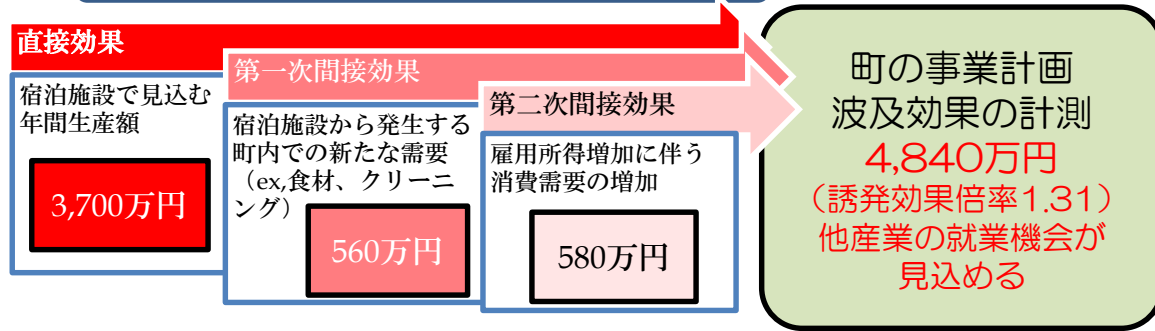 直接効果
宿泊施設で見込む
年間生産額
3,700万円
第一次間接効果
宿泊施設から発生する
町内での新たな需要
（ex,食材、クリーニ
ング）
560万円
第二次間接効果
雇用所得増加に伴う
消費需要の増加
580万円
町の事業計画
波及効果の計測
4,840万円
（誘発効果倍率1.31）
他産業の就業機会が
見込める